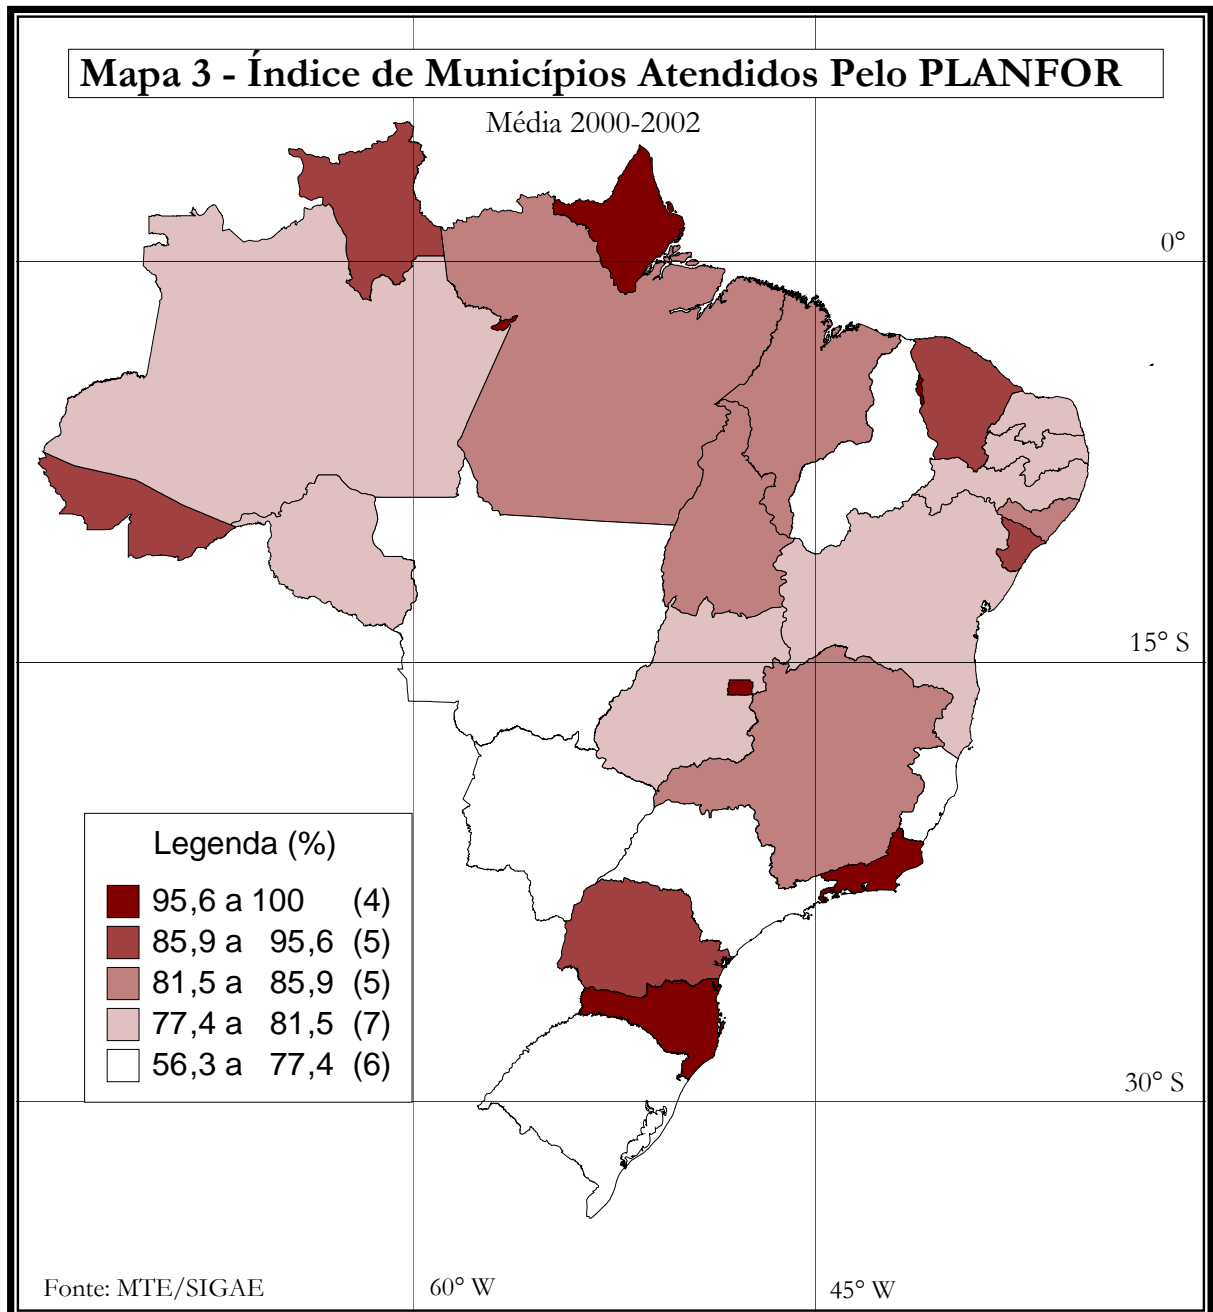 Mapa 3 - Índice de Municípios Atendidos Pelo PLANFOR
Média 2000-2002
0°
15° S
Legenda (%)
95,6 a 100 (4)
85,9 a 95,6 (5)
81,5 a 85,9 (5)
77,4 a 81,5 (7)
56,3 a 77,4 (6)
30° S
Fonte: MTE/SIGAE
60° W
45° W